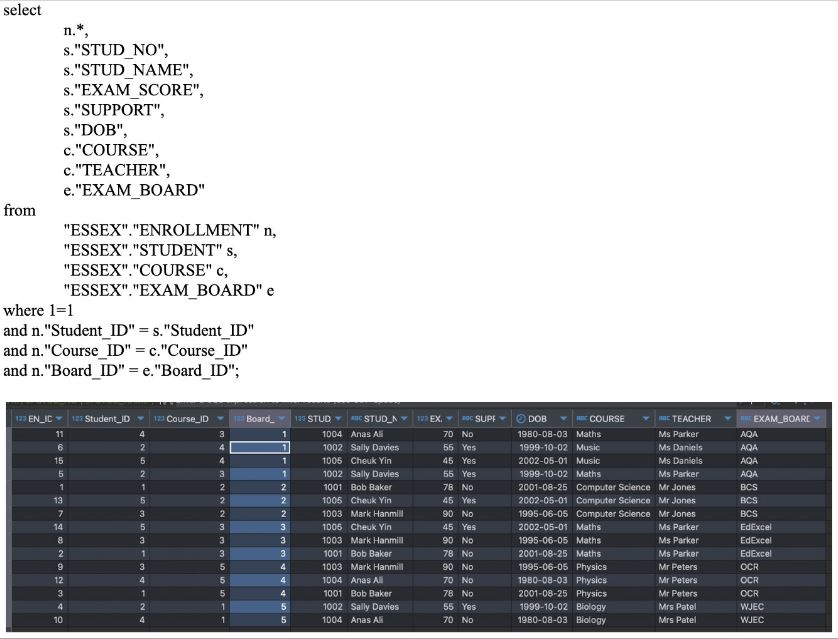 select
n.*,
s."STUD_NO",
s."STUD_NAME",
s."EXAM_SCORE",
s."SUPPORT",
s."DOB",
c."COURSE",
c."TEACHER",
e."EXAM_BOARD"
from
"ESSEX"."ENROLLMENT" n,
"ESSEX"."STUDENT" s,
"ESSEX"."COURSE" c,
"ESSEX"."EXAM_BOARD" e
where 1=1
and n."Student_ID" = s."Student_ID"
and n."Course_ID" = c."Course_ID"
and n."Board_ID" = e."Board_ID";
123 EN_IC 123 Student_ID 123 Course_ID 123 Board_ 123 STUD ABC STUD_N 123 EX. ABC SUPF DOB ABC COURSE ABC TEACHER ABC EXAM_BOARD
11 4 3 1 1004 Anas Ali 70 No 1980-08-03 Maths Ms Parker AQA
6 2 4 1 1002 Sally Davies 55 Yes 1999-10-02 Music Ms Daniels AQA
15 5 4 1 1005 Cheuk Yin 45 Yes 2002-05-01 Music Ms Daniels AQA
5 2 3 1 1002 Sally Davies 55 Yes 1999-10-02 Maths Ms Parker AQA
1 1 2 2 1001 Bob Baker 78 No 2001-08-25 Computer Science Mr Jones BCS
13 5 2 2 1005 Cheuk Yin 45 Yes 2002-05-01 Computer Science Mr Jones BCS
7 3 2 2 1003 Mark Hanmill 90 No 1995-06-05 Computer Science Mr Jones BCS
14 5 3 3 1005 Cheuk Yin 45 Yes 2002-05-01 Maths Ms Parker EdExcel
8 3 3 3 1003 Mark Hanmill 90 No 1995-06-05 Maths Ms Parker EdExcel
2 1 3 3 1001 Bob Baker 78 No 2001-08-25 Maths Ms Parker EdExcel
9 3 5 4 1003 Mark Hanmill 90 No 1995-06-05 Physics Mr Peters OCR
12 4 5 4 1004 Anas Ali 70 No 1980-08-03 Physics Mr Peters OCR
3 1 5 4 1001 Bob Baker 78 No 2001-08-25 Physics Mr Peters OCR
4 2 1 5 1002 Sally Davies 55 Yes 1999-10-02 Biology Mrs Patel WJEC
10 4 1 5 1004 Anas Ali 70 No 1980-08-03 Biology Mrs Patel WJEC